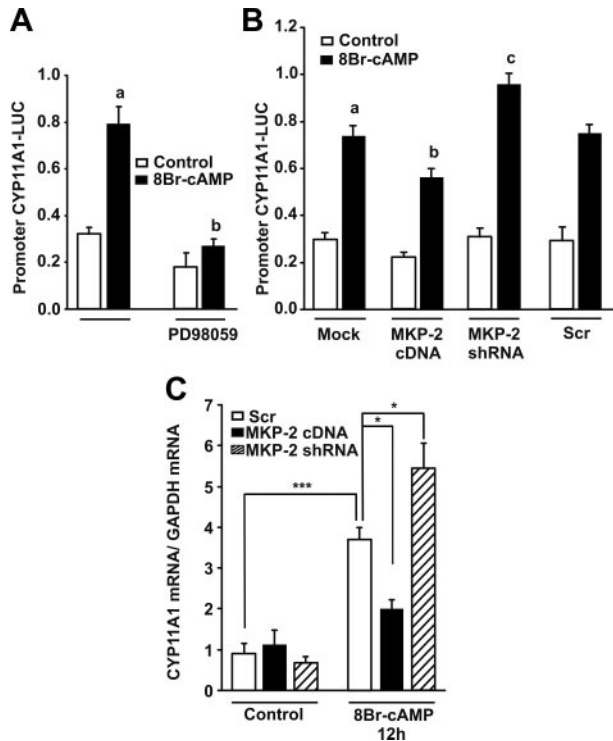 A
Promoter CYP11A1-LUC
1.0
0.8
0.6
0.4
0.2
0.0
a
Control
8Br-cAMP
b
PD98059
B
Promoter CYP11A1-LUC
1.2
1.0
0.8
0.6
0.4
0.2
0.0
Control
8Br-cAMP
a
b
c
Mock
MKP-2 cDNA
MKP-2 shRNA
Scr
C
CYP11A1 mRNA/ GAPDH mRNA
7
6
5
4
3
2
1
0
Scr
MKP-2 cDNA
MKP-2 shRNA
***
*
*
Control
8Br-cAMP
12h